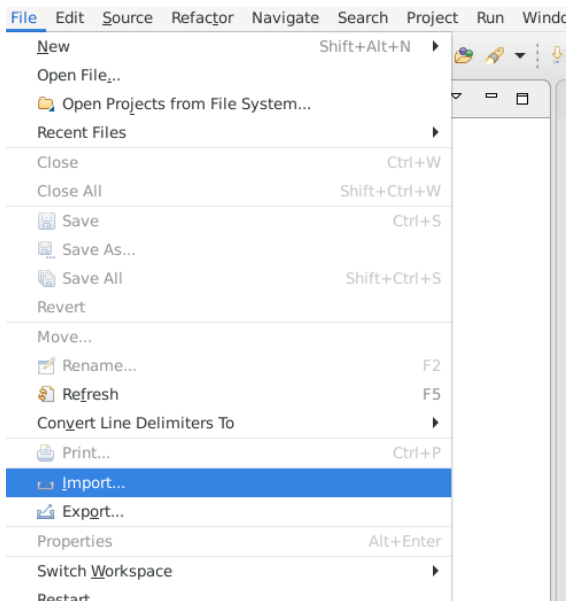 File Edit Source Refactor Navigate Search Project Run
New Shift+Alt+N
Open File...
Open Projects from File System...
Recent Files
Close Ctrl+W
Close All Shift+Ctrl+W
Save Ctrl+S
Save As...
Save All Shift+Ctrl+S
Revert
Move...
Rename... F2
Refresh F5
Convert Line Delimiters To
Print... Ctrl+P
Import...
Export...
Properties Alt+Enter
Switch Workspace
Restart